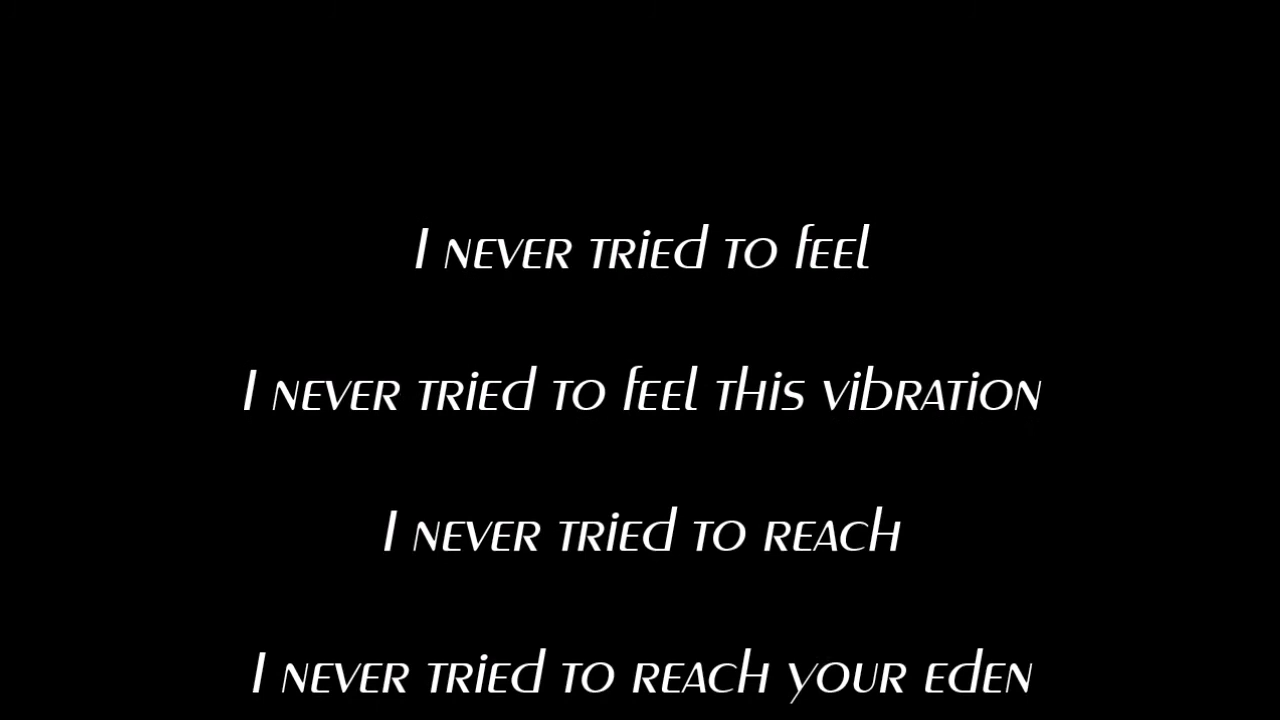 I never tried to feel
I never tried to feel this vibration
I never tried to reach
I never tried to reach your eden